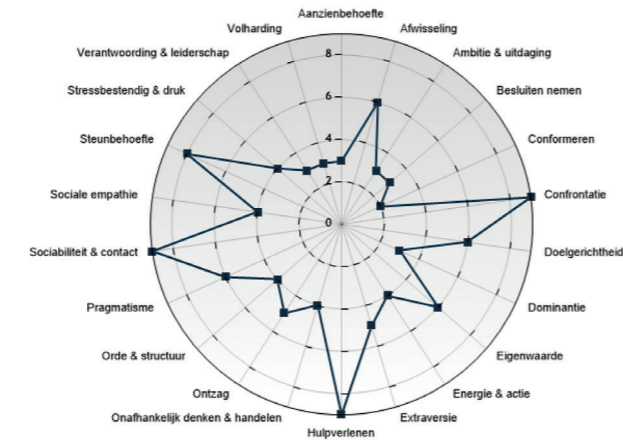 Aanzienbehoefte
Volharding
Afwisseling
Verantwoording & leiderschap
Ambitie & uitdaging
Stressbestendig & druk
Besluiten nemen
Steunbehoefte
Conformeren
Sociale empathie
Confrontatie
Sociabiliteit & contact
Doelgerichtheid
Pragmatisme
Dominantie
Orde & structuur
Eigenwaarde
Ontzag
Energie & actie
Onafhankelijk denken & handelen
Extraversie
Hulpverlenen
8
6
4
2
0